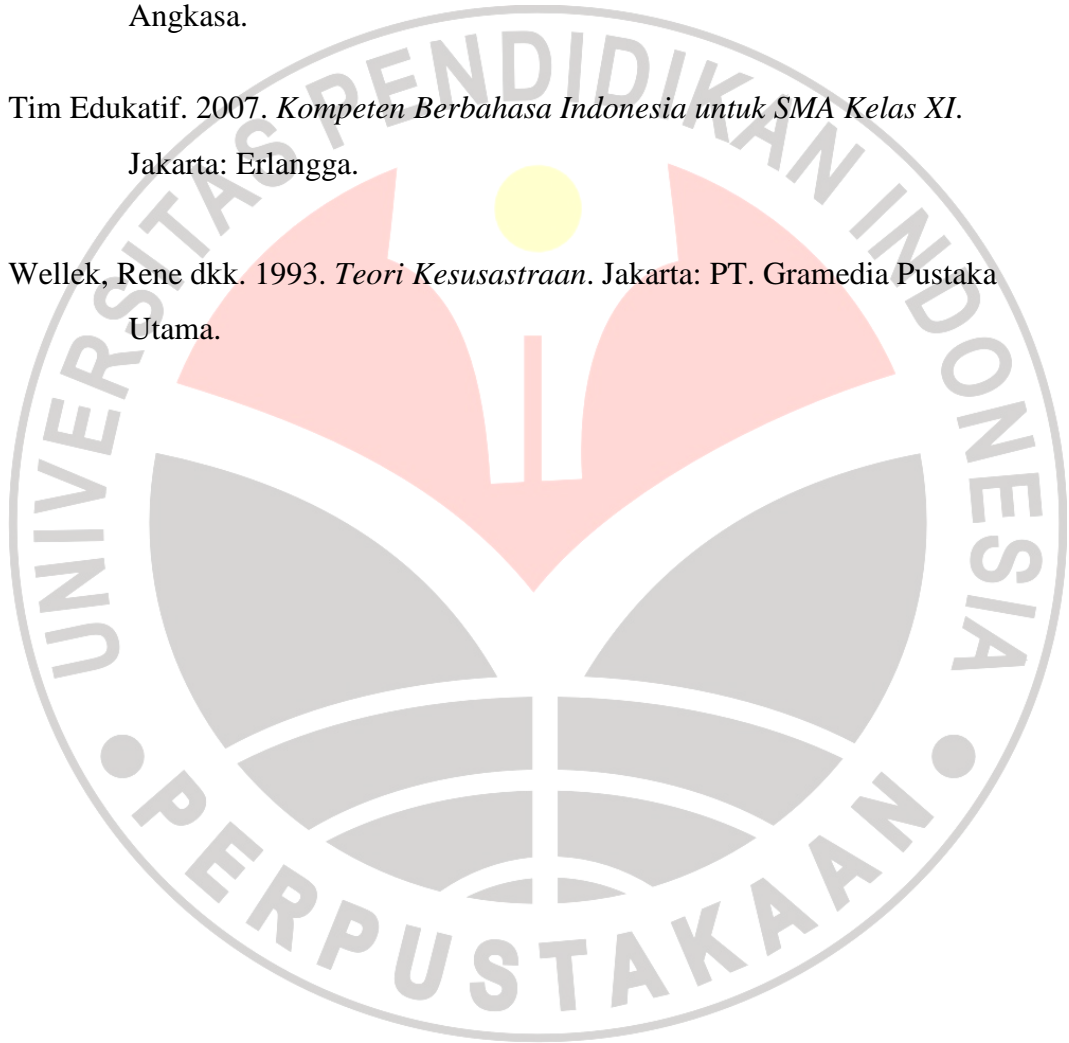 Angkasa.
Tim Edukatif. 2007. Kompeten Berbahasa Indonesia untuk SMA Kelas XI.
Jakarta: Erlangga.
Wellek, Rene dkk. 1993. Teori Kesusastraan. Jakarta: PT. Gramedia Pustaka
Utama.
UNIVERSITAS PENDIDIKAN INDONESIA
PERPUSTAKAAN